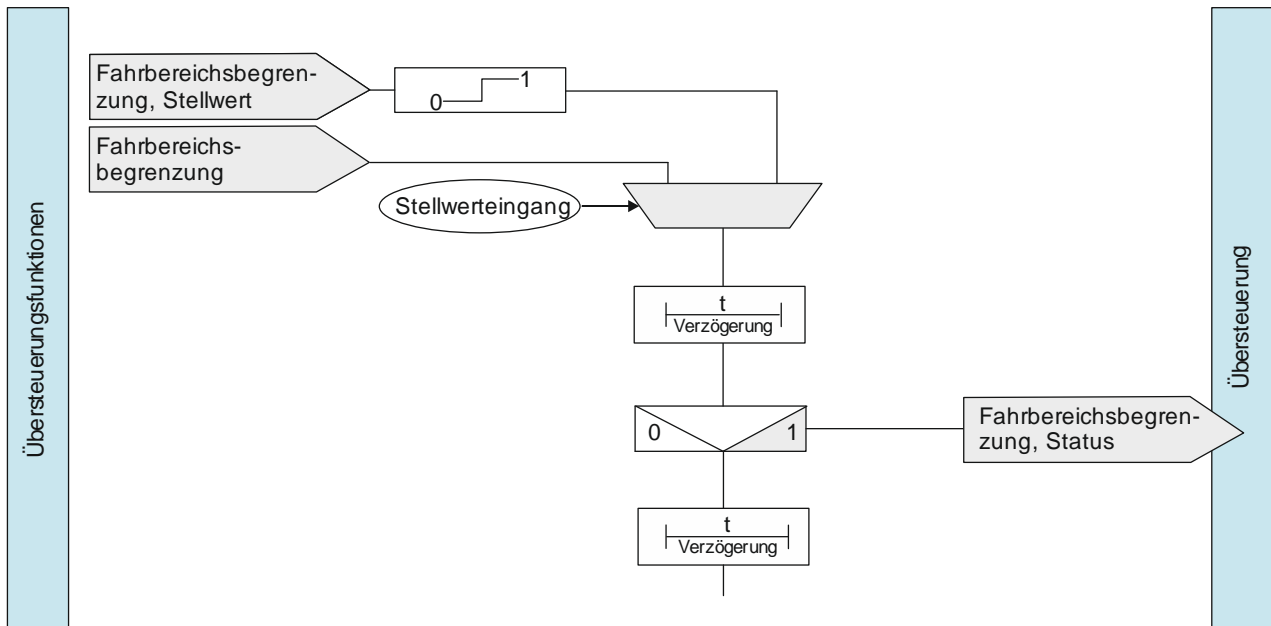 Übersteuerungsfunktionen
Fahrbereichsbegren-
zung, Stellwert
0
1
Fahrbereichs-
begrenzung
Stellwerteingang
t
Verzögerung
0
1
Fahrbereichsbegren-
zung, Status
t
Verzögerung
Übersteuerung